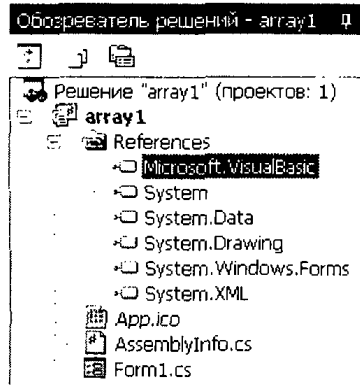 Обозреватель решений - array1
Решение "array1" (проектов: 1)
array1
References
Microsoft.VisualBasic
System
System.Data
System.Drawing
System.Windows.Forms
System.XML
App.ico
AssemblyInfo.cs
Form1.cs